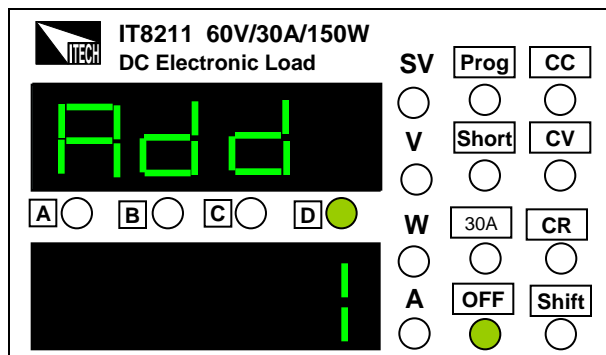 ITECH
IT8211 60V/30A/150W
DC Electronic Load
SV Prog CC
Add
V Short CV
A B C D
W 30A CR
1
A OFF Shift